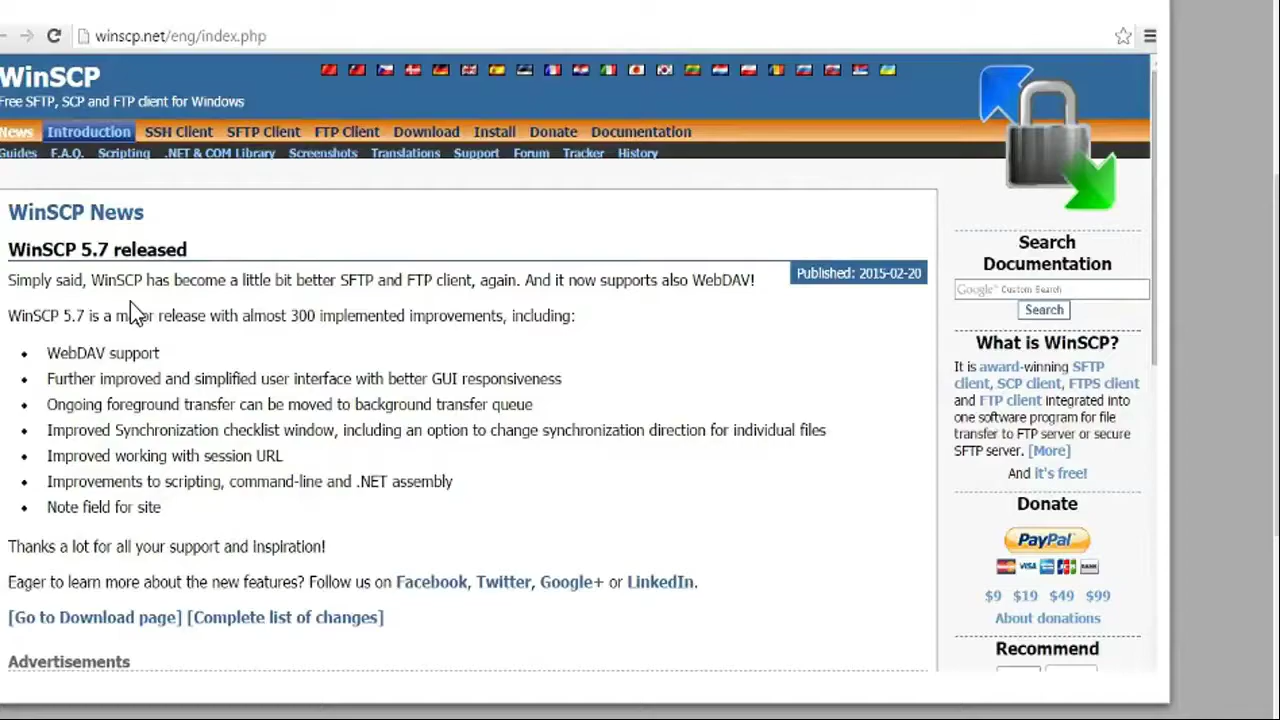 winscp.net/eng/index.php
WinSCP
Free SFTP, SCP and FTP client for Windows
News Introduction SSH Client SFTP Client FTP Client Download Install Donate Documentation
Guides F.A.Q. Scripting .NET & COM Library Screenshots Translations Support Forum Tracker History
WinSCP News
WinSCP 5.7 released
Published: 2015-02-20
Simply said, WinSCP has become a little bit better SFTP and FTP client, again. And it now supports also WebDAV!
WinSCP 5.7 is a major release with almost 300 implemented improvements, including:
WebDAV support
Further improved and simplified user interface with better GUI responsiveness
Ongoing foreground transfer can be moved to background transfer queue
Improved Synchronization checklist window, including an option to change synchronization direction for individual files
Improved working with session URL
Improvements to scripting, command-line and .NET assembly
Note field for site
Thanks a lot for all your support and inspiration!
Eager to learn more about the new features? Follow us on Facebook, Twitter, Google+ or LinkedIn.
[Go to Download page] [Complete list of changes]
Advertisements
Search
Documentation
Google Custom Search
Search
What is WinSCP?
It is award-winning SFTP
client, SCP client, FTPS client
and FTP client integrated into
one software program for file
transfer to FTP server or secure
SFTP server. [More]
And it's free!
Donate
PayPal
VISA
$9 $19 $49 $99
About donations
Recommend